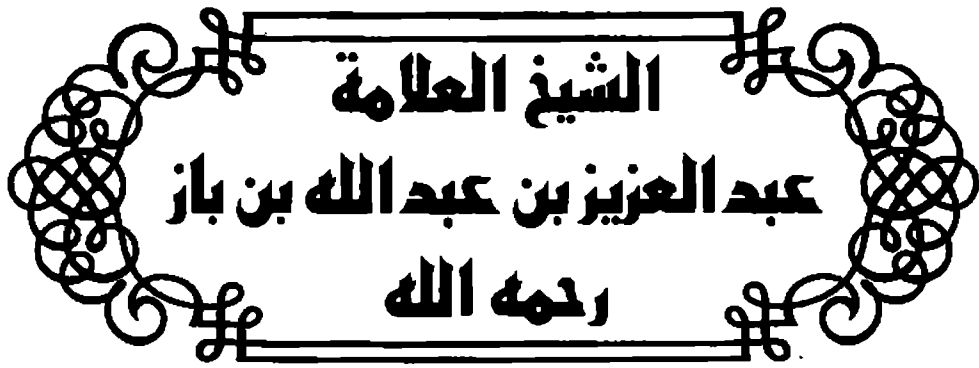 الشيخ العلامة
عبدالعزيز بن عبدالله بن باز
رحمه الله